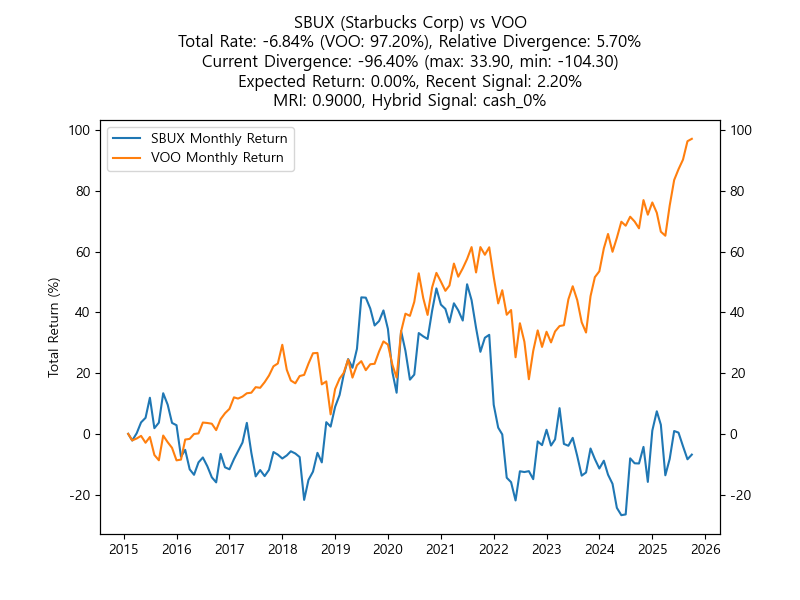 SBUX (Starbucks Corp) vs VOO
Total Rate: -6.84% (VOO: 97.20%), Relative Divergence: 5.70%
Current Divergence: -96.40% (max: 33.90, min: -104.30)
Expected Return: 0.00%, Recent Signal: 2.20%
MRI: 0.9000, Hybrid Signal: cash_0%
SBUX Monthly Return
VOO Monthly Return
Total Return (%)
100 100
80 80
60 60
40 40
20 20
0 0
-20 -20
2015 2016 2017 2018 2019 2020 2021 2022 2023 2024 2025 2026